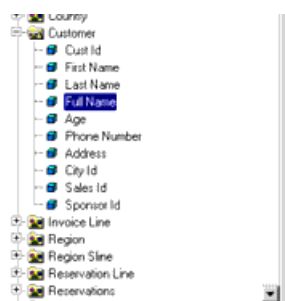 Country
Customer
Cust Id
First Name
Last Name
Full Name
Age
Phone Number
Address
City Id
Sales Id
Sponsor Id
Invoice Line
Region
Region Sline
Reservation Line
Reservations